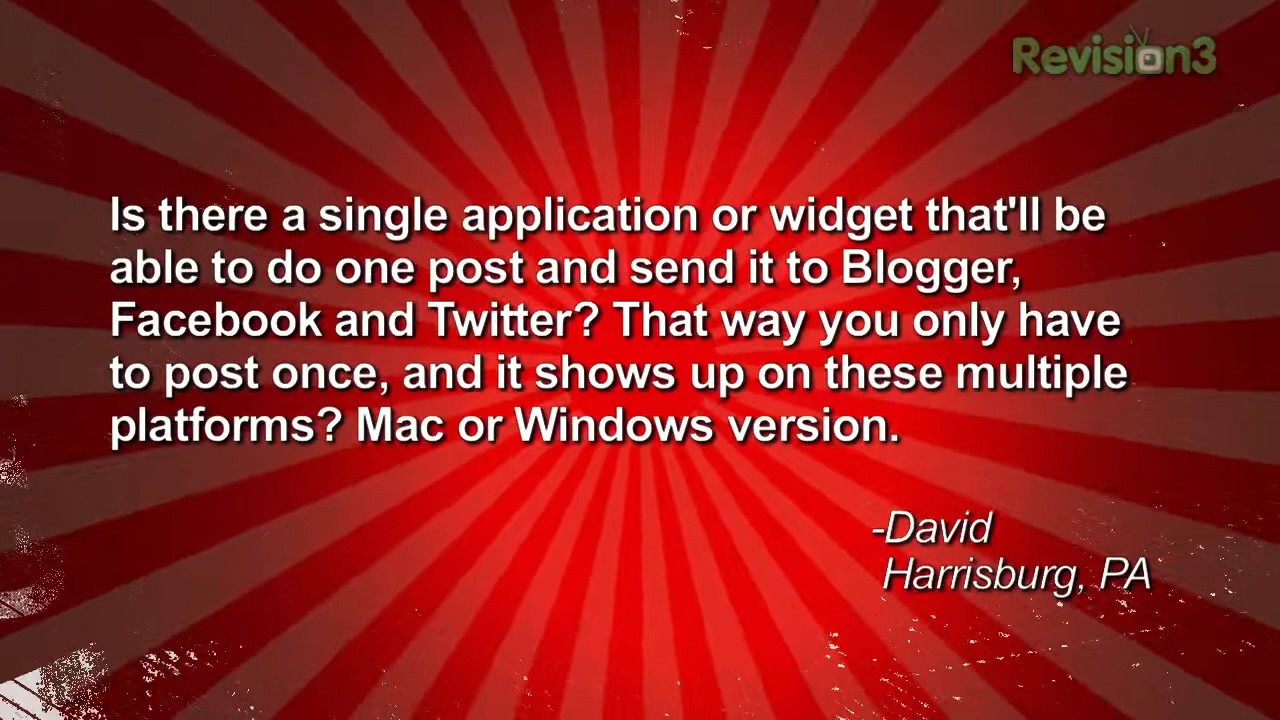 Revision3
Is there a single application or widget that'll be
able to do one post and send it to Blogger,
Facebook and Twitter? That way you only have
to post once, and it shows up on these multiple
platforms? Mac or Windows version.
-David
Harrisburg, PA